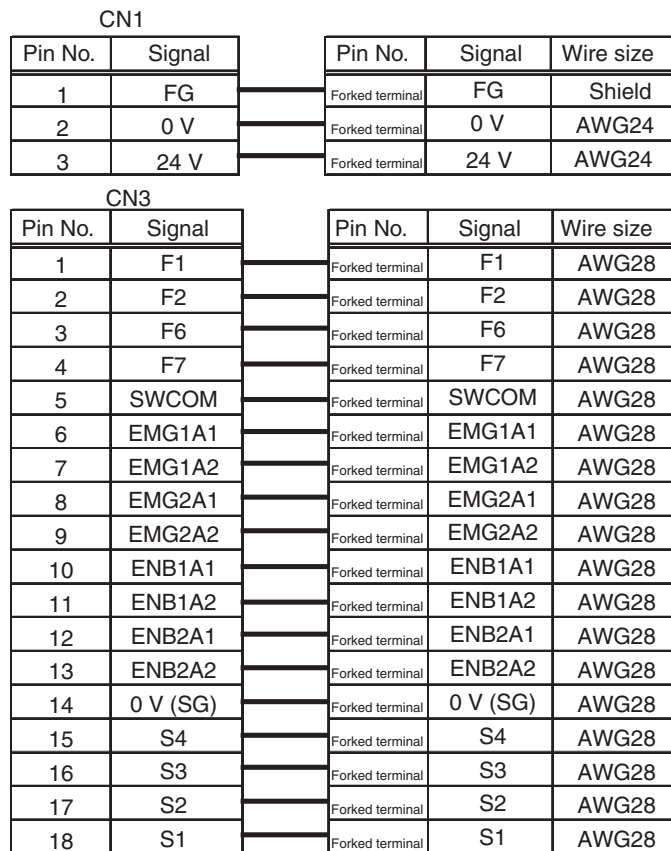 CN1
Pin No. Signal Pin No. Signal Wire size
1 FG Forked terminal FG Shield
2 0 V Forked terminal 0 V AWG24
3 24 V Forked terminal 24 V AWG24
CN3
Pin No. Signal Pin No. Signal Wire size
1 F1 Forked terminal F1 AWG28
2 F2 Forked terminal F2 AWG28
3 F6 Forked terminal F6 AWG28
4 F7 Forked terminal F7 AWG28
5 SWCOM Forked terminal SWCOM AWG28
6 EMG1A1 Forked terminal EMG1A1 AWG28
7 EMG1A2 Forked terminal EMG1A2 AWG28
8 EMG2A1 Forked terminal EMG2A1 AWG28
9 EMG2A2 Forked terminal EMG2A2 AWG28
10 ENB1A1 Forked terminal ENB1A1 AWG28
11 ENB1A2 Forked terminal ENB1A2 AWG28
12 ENB2A1 Forked terminal ENB2A1 AWG28
13 ENB2A2 Forked terminal ENB2A2 AWG28
14 0 V (SG) Forked terminal 0 V (SG) AWG28
15 S4 Forked terminal S4 AWG28
16 S3 Forked terminal S3 AWG28
17 S2 Forked terminal S2 AWG28
18 S1 Forked terminal S1 AWG28